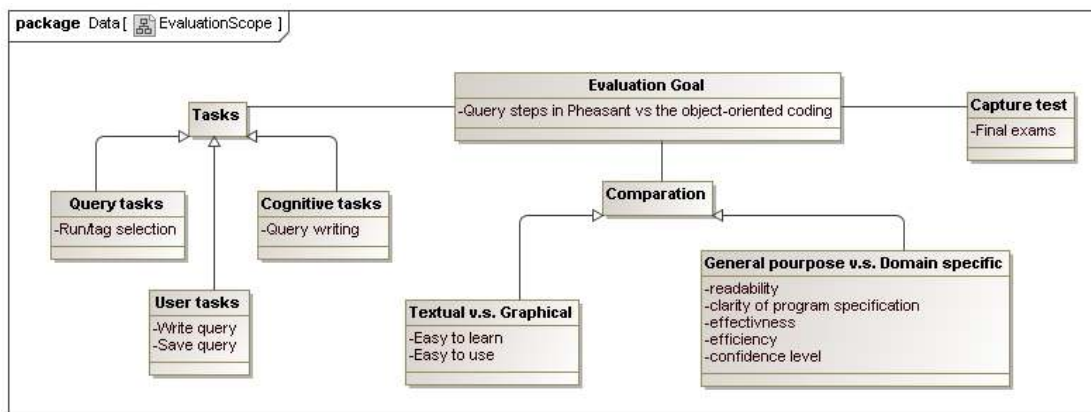 package Data[ EvaluationScope ]
Evaluation Goal
-Query steps in Pheasant vs the object-oriented coding
Tasks
Capture test
-Final exams
Query tasks
-Run/tag selection
Cognitive tasks
-Query writing
Comparation
User tasks
-Write query
-Save query
Textual v.s. Graphical
-Easy to learn
-Easy to use
General pourpose v.s. Domain specific
-readability
-clarity of program specification
-effectivness
-efficiency
-confidence level